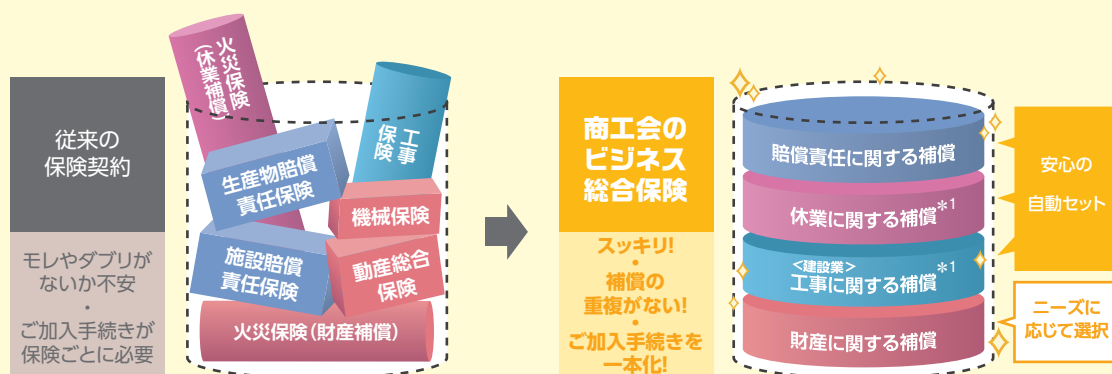 従来の
保険契約
モレやダブリが
ないか不安
・
ご加入手続きが
保険ごとに必要
火災保険
(休業補償)
工事
保険
生産物賠償
責任保険
機械保険
施設賠償
責任保険
動産総合
保険
火災保険(財産補償)
商工会の
ビジネス
総合保険
スッキリ!
・
補償の
重複がない!
・
ご加入手続きを
一本化!
賠償責任に関する補償
休業に関する補償＊1
<建設業>
工事に関する補償＊1
財産に関する補償
安心の
自動セット
ニーズに
応じて選択